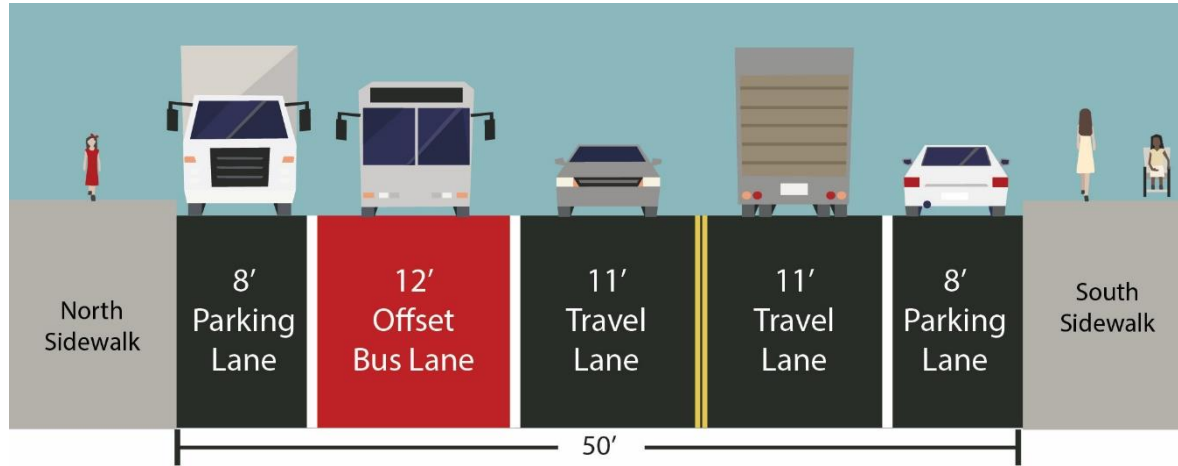 North
Sidewalk
8’
Parking
Lane
12’
Offset
Bus Lane
11’
Travel
Lane
11’
Travel
Lane
8’
Parking
Lane
South
Sidewalk
50’